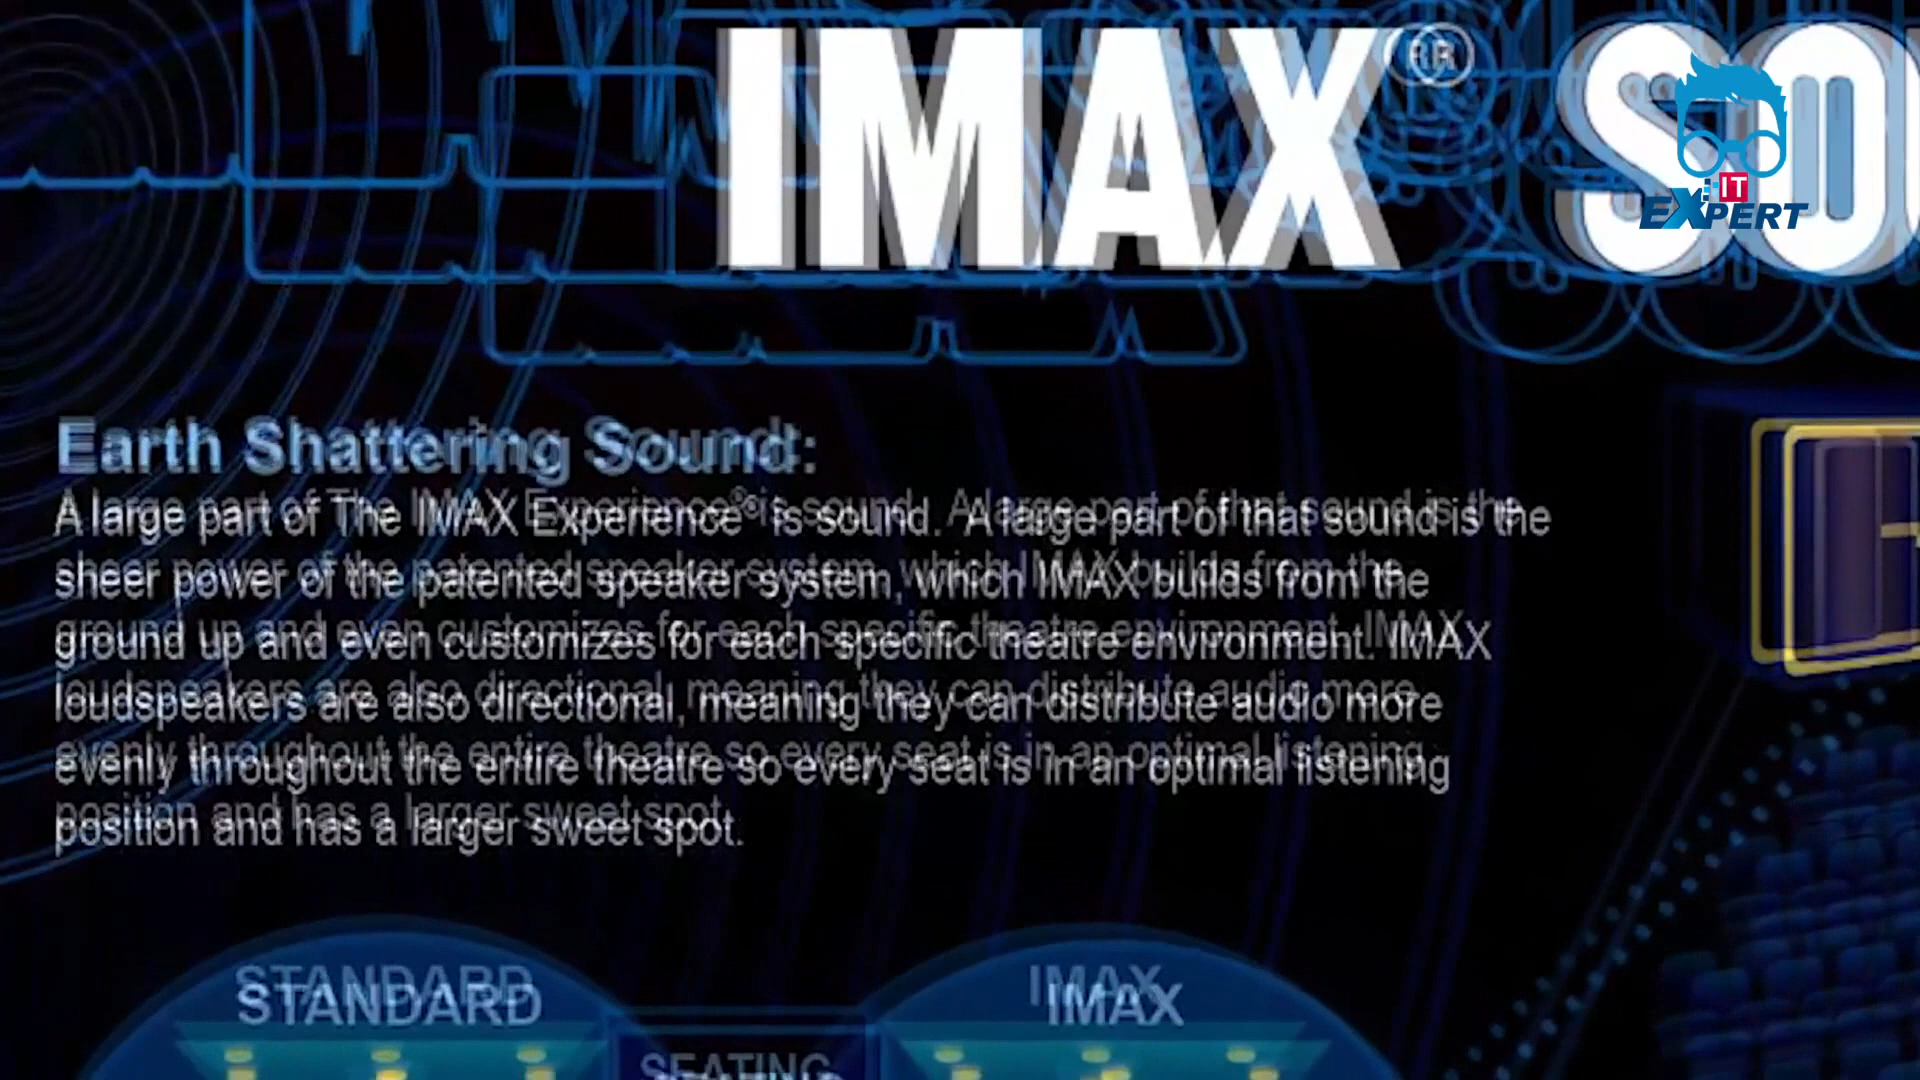 IMAX® SOU
IT
EXPERT
Earth Shattering Sound:
A large part of The IMAX Experience® is sound. A large part of that sound is the
sheer power of the patented speaker system, which IMAX builds from the
ground up and even customizes for each specific theatre environment. IMAX
loudspeakers are also directional, meaning they can distribute audio more
evenly throughout the entire theatre so every seat is in an optimal listening
position and has a larger sweet spot.
STANDARD
IMAX
SEATING